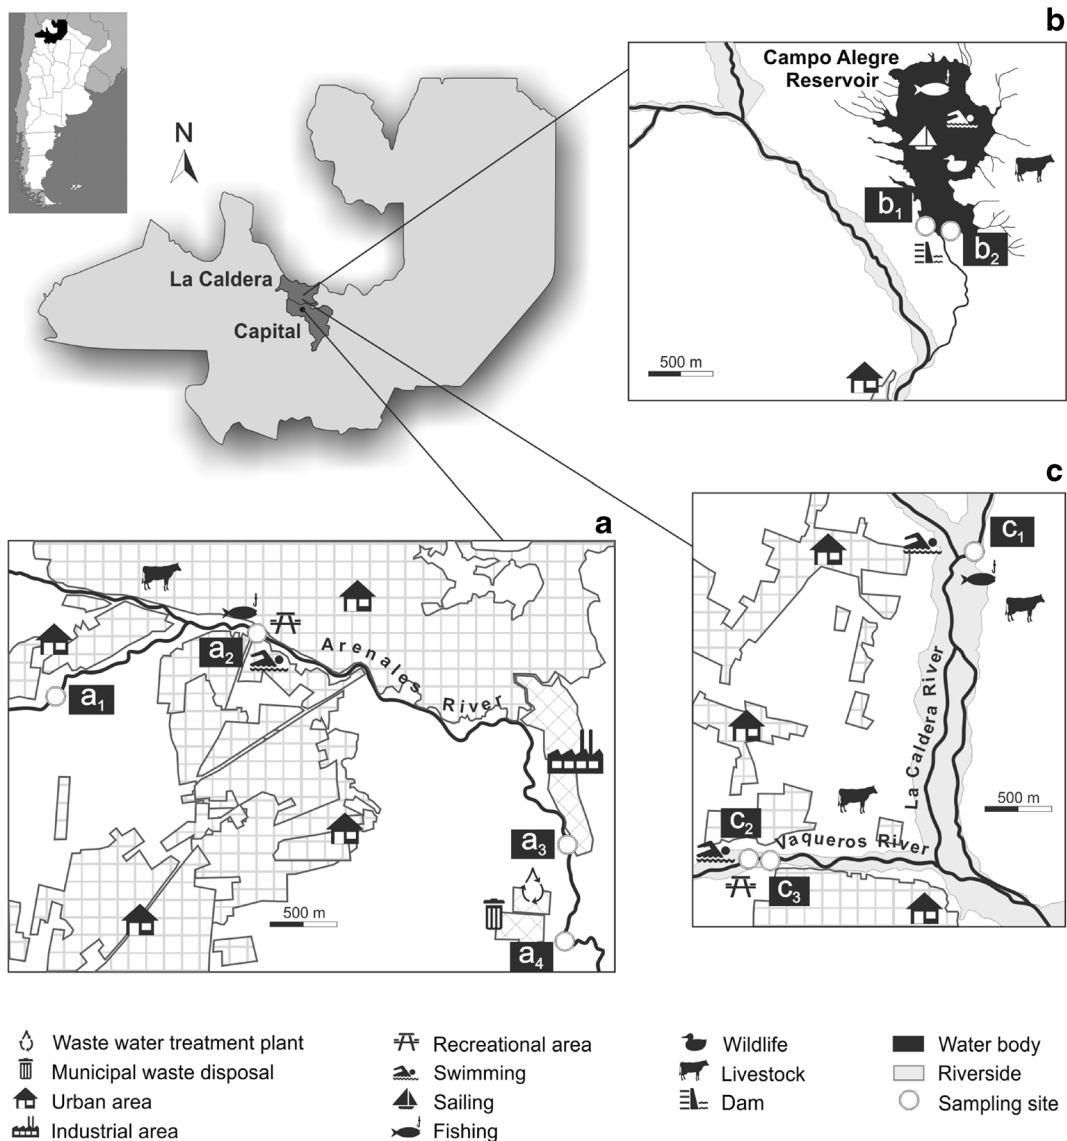 b
Campo Alegre
Reservoir
N
b1
b2
La Caldera
Capital
500 m
a
c
c1
a2
Arenales
River
a1
La Caldera River
500 m
c2
Vaqueros River
a3
c3
500 m
a4
Waste water treatment plant
Recreational area
Wildlife
Water body
Municipal waste disposal
Swimming
Livestock
Riverside
Urban area
Sailing
Dam
Sampling site
Industrial area
Fishing